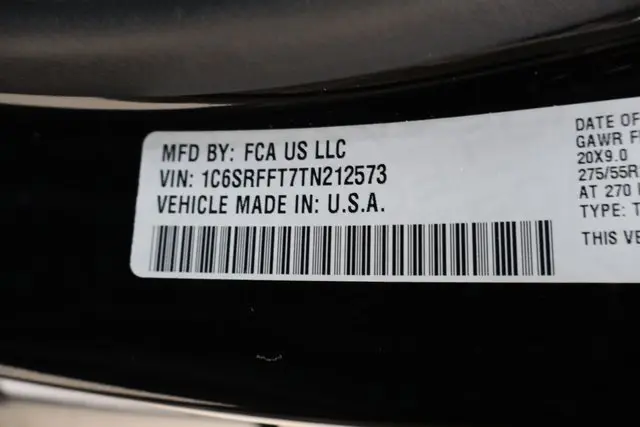 MFD BY: FCA US LLC
VIN: 1C6SRFFT7TN212573
VEHICLE MADE IN: U.S.A.
DATE OF
GAWR F
20X9.0
275/55R
AT 270
TYPE: T
THIS VE